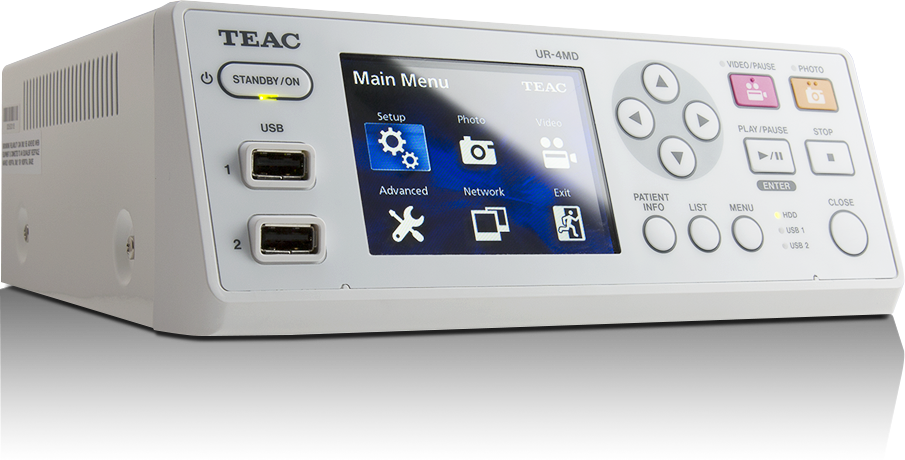 TEAC
UR-4MD
STANDBY/ON
USB
1
2
Main Menu
TEAC
Setup
Photo
Video
Advanced
Network
Exit
VIDEO/PAUSE
PHOTO
PLAY/PAUSE
STOP
ENTER
PATIENT
INFO
LIST
MENU
HDD
USB 1
USB 2
CLOSE